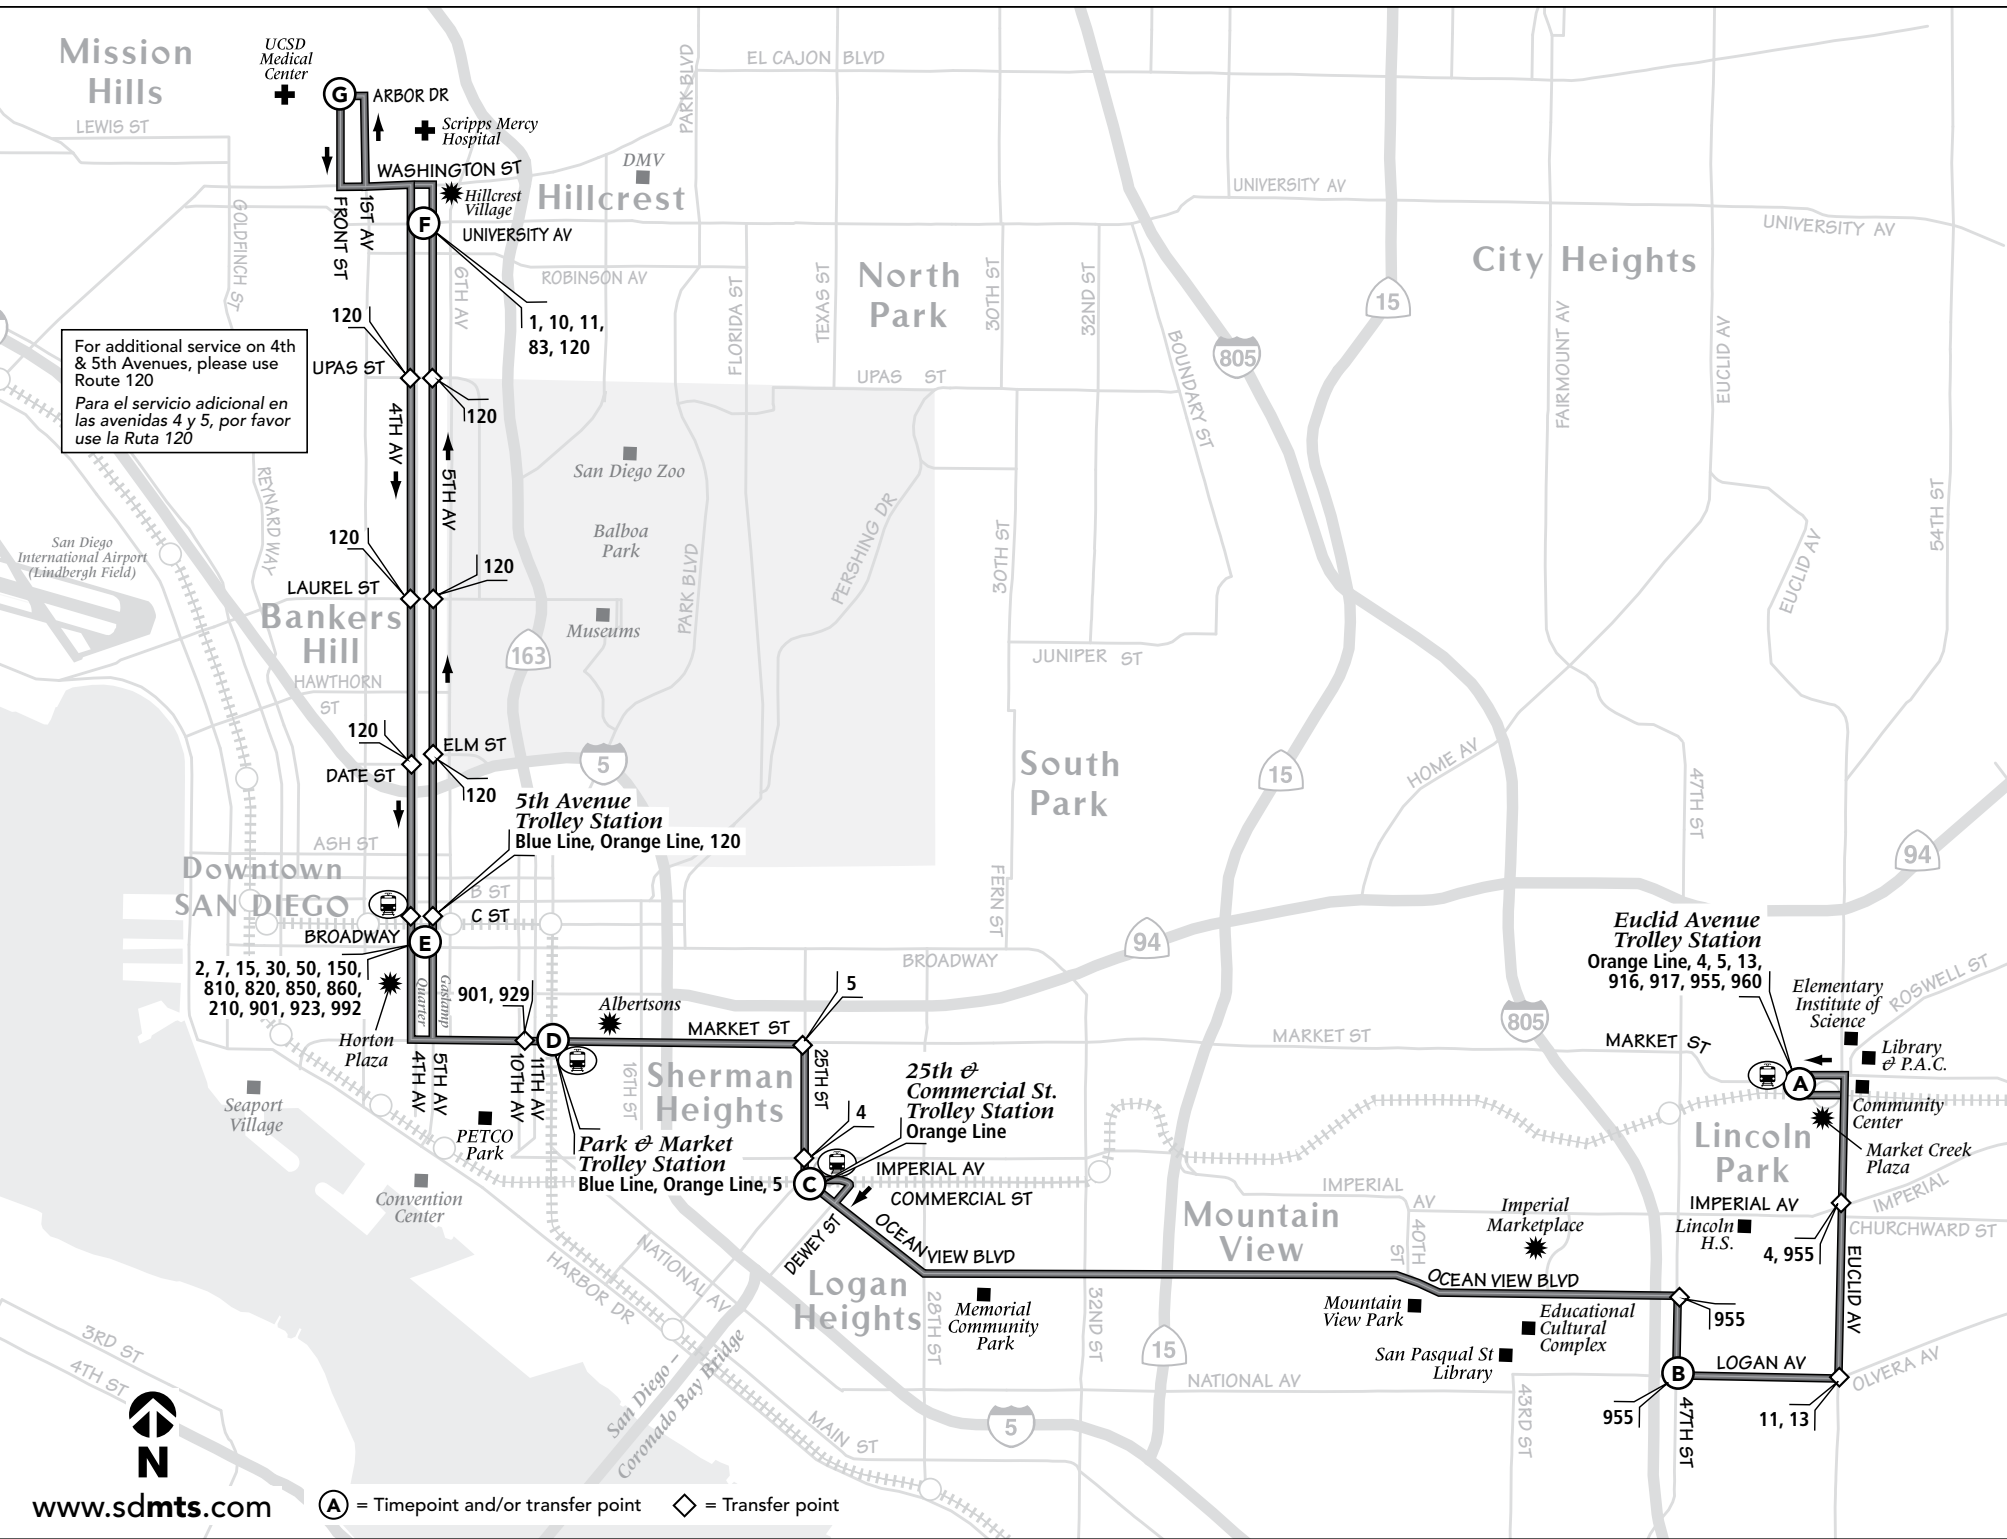 Mission
Hills
UCSD
Medical
Center
G
ARBOR DR
Scripps Mercy
Hospital
LEWIS ST
WASHINGTON ST
Hillcrest
Village
Hillcrest
DMV
PARK BLVD
EL CAJON BLVD
UNIVERSITY AV
UNIVERSITY AV
City Heights
GOLDFINCH ST
FRONT ST
1ST AV
F
UNIVERSITY AV
6TH AV
ROBINSON AV
1, 10, 11,
83, 120
FLORIDA ST
TEXAS ST
North
Park
30TH ST
32ND ST
BOUNDARY ST
805
15
FAIRMOUNT AV
EUCLID AV
For additional service on 4th
& 5th Avenues, please use
Route 120
Para el servicio adicional en
las avenidas 4 y 5, por favor
use la Ruta 120
120
UPAS ST
120
UPAS ST
4TH AV
5TH AV
San Diego Zoo
Balboa
Park
PERSHING DR
PARK BLVD
30TH ST
54TH ST
EUCLID AV
REYNARD WAY
San Diego
International Airport
(Lindbergh Field)
120
LAUREL ST
120
Bankers
Hill
Museums
163
JUNIPER ST
HAWTHORN
ST
120
ELM ST
DATE ST
120
5
South
Park
15
HOME AV
47TH ST
94
5th Avenue
Trolley Station
Blue Line, Orange Line, 120
ASH ST
Downtown
SAN DIEGO
B ST
C ST
FERN ST
BROADWAY
E
94
BROADWAY
2, 7, 15, 30, 50, 150,
810, 820, 850, 860,
210, 901, 923, 992
Gaslamp
Quarter
901, 929
Horton
Plaza
Albertsons
5
D
MARKET ST
MARKET ST
805
Euclid Avenue
Trolley Station
Orange Line, 4, 5, 13,
916, 917, 955, 960
Elementary
Institute of
Science
ROSWELL ST
MARKET ST
Library
& P.A.C.
A
Community
Center
Market Creek
Plaza
Lincoln
Park
4TH AV
5TH AV
10TH AV
11TH AV
16TH ST
Sherman
Heights
25TH ST
25th &
Commercial St.
Trolley Station
Orange Line
4
Seaport
Village
PETCO
Park
Park & Market
Trolley Station
Blue Line, Orange Line, 5
C
IMPERIAL AV
COMMERCIAL ST
Convention
Center
DEWEY ST
OCEAN VIEW BLVD
NATIONAL AV
HARBOR DR
Logan
Heights
28TH ST
Memorial
Community
Park
32ND ST
Mountain
View
IMPERIAL
AV
40TH
ST
Imperial
Marketplace
IMPERIAL AV
Lincoln
H.S.
4, 955
IMPERIAL
CHURCHWARD ST
EUCLID AV
OCEAN VIEW BLVD
Mountain
View Park
Educational
Cultural
Complex
San Pasqual St
Library
955
B
LOGAN AV
OLVERA AV
955
11, 13
47TH ST
43RD ST
15
NATIONAL AV
5
MAIN ST
San Diego –
Coronado Bay Bridge
3RD ST
4TH ST
N
www.sdmts.com
A = Timepoint and/or transfer point
= Transfer point